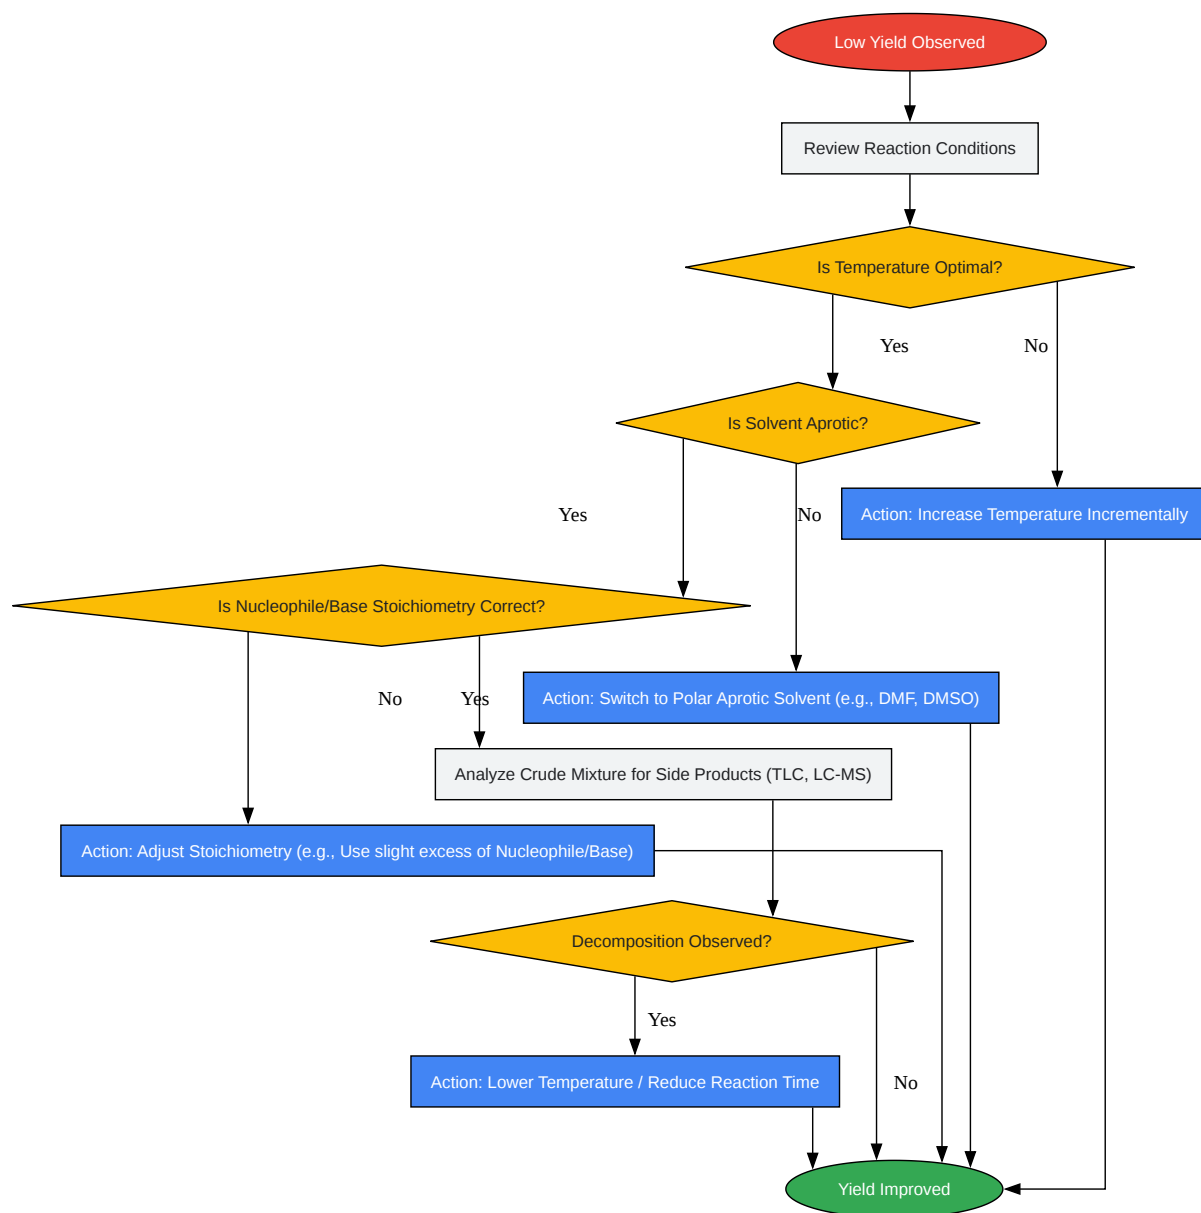 Low Yield Observed
Review Reaction Conditions
Is Temperature Optimal?
Yes
No
Is Solvent Aprotic?
Yes
No
Action: Increase Temperature Incrementally
Is Nucleophile/Base Stoichiometry Correct?
No
Yes
Action: Switch to Polar Aprotic Solvent (e.g., DMF, DMSO)
Analyze Crude Mixture for Side Products (TLC, LC-MS)
Action: Adjust Stoichiometry (e.g., Use slight excess of Nucleophile/Base)
Decomposition Observed?
Yes
Action: Lower Temperature / Reduce Reaction Time
No
Yield Improved